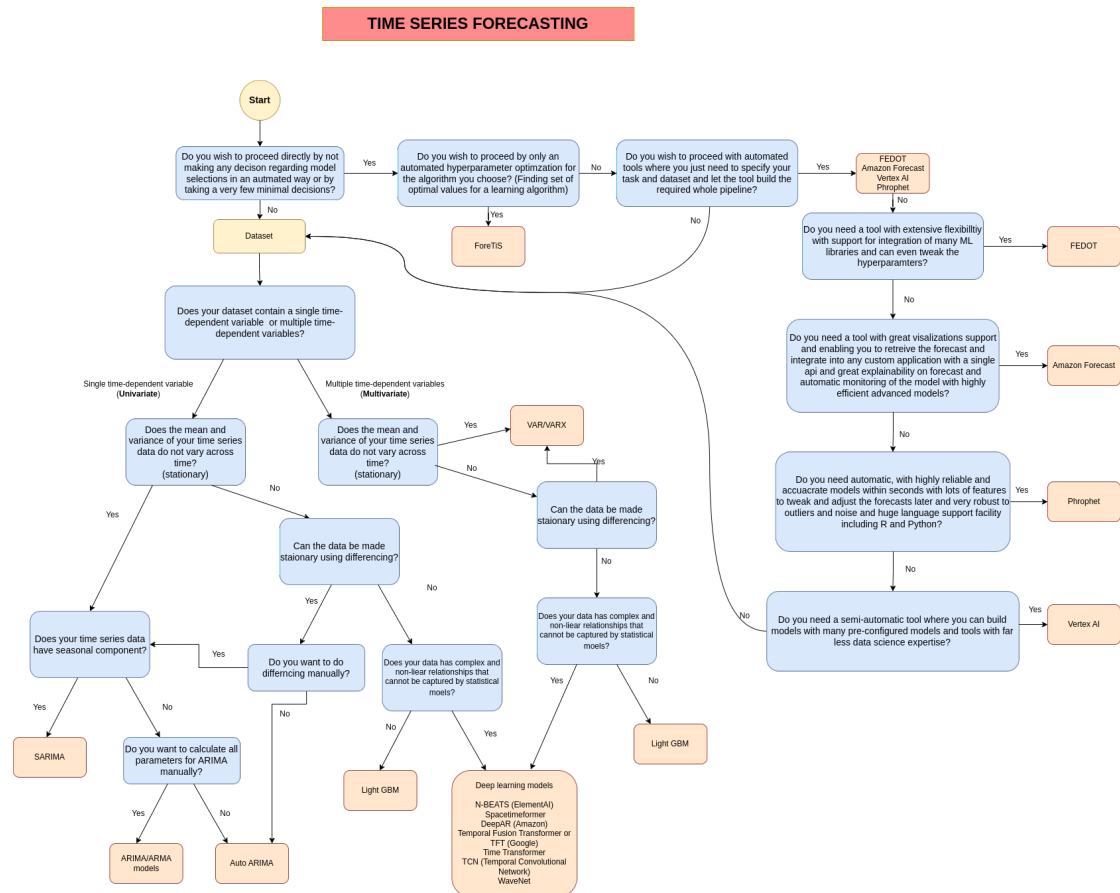 TIME SERIES FORECASTING
Start
Do you wish to proceed directly by not
making any decision regarding model
selections in an autmated way or by
taking a very few minimal decisions?
Yes
No
Do you wish to proceed by only an
automated hyperparameter optimzation for
the algorithm you choose? (Finding set of
optimal values for a learning algorithm)
No
Yes
ForeTiS
Do you wish to proceed with automated
tools where you just need to specify your
task and dataset and let the tool build the
required whole pipeline?
Yes
No
FEDOT
Amazon Forecast
Vertex AI
Phrophet
No
Dataset
Do you need a tool with extensive flexibilltiy
with support for integration of many ML
libraries and can even tweak the
hyperparamters?
Yes
FEDOT
No
Does your dataset contain a single time-
dependent variable or multiple time-
dependent variables?
Do you need a tool with great visalizations support
and enabling you to retreive the forecast and
integrate into any custom application with a single
api and great explainability on forecast and
automatic monitoring of the model with highly
efficient advanced models?
Yes
Amazon Forecast
No
Single time-dependent variable
(Univariate)
Multiple time-dependent variables
(Multivariate)
Does the mean and
variance of your time series
data do not vary across
time?
(stationary)
Yes
No
Does the mean and
variance of your time series
data do not vary across
time?
(stationary)
Yes
No
VAR/VARX
Yes
Can the data be made
staionary using differencing?
No
Do you need automatic, with highly reliable and
accuacrate models within seconds with lots of features
to tweak and adjust the forecasts later and very robust to
outliers and noise and huge language support facility
including R and Python?
Yes
Phrophet
No
Can the data be made
staionary using differencing?
Yes
No
Does your data has complex and
non-liear relationships that
cannot be captured by statistical
moels?
Yes
No
Do you need a semi-automatic tool where you can build
models with many pre-configured models and tools with far
less data science expertise?
Yes
No
Vertex AI
Does your time series data
have seasonal component?
Yes
No
Do you want to do
differncing manually?
Yes
No
Does your data has complex and
non-liear relationships that
cannot be captured by statistical
moels?
No
Yes
Light GBM
SARIMA
Do you want to calculate all
parameters for ARIMA
manually?
Yes
No
Light GBM
Deep learning models
N-BEATS (ElementAI)
Spacetimeformer
DeepAR (Amazon)
Temporal Fusion Transformer or
TFT (Google)
Time Transformer
TCN (Temporal Convolutional
Network)
WaveNet
ARIMA/ARMA
models
Auto ARIMA